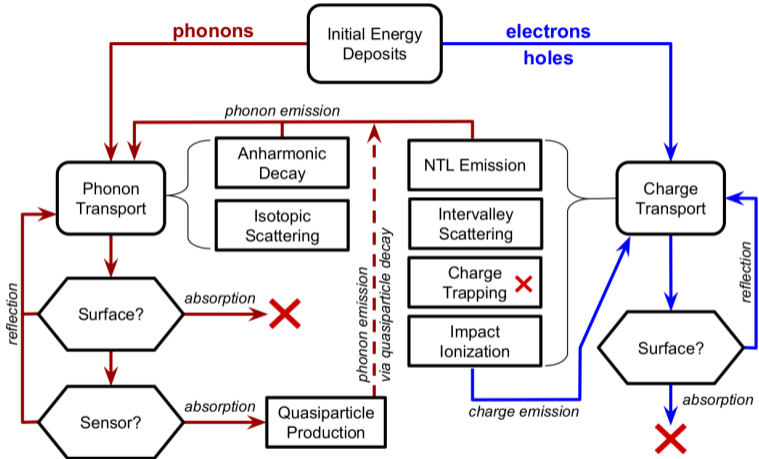 Initial Energy
Deposits
phonons
electrons
holes
phonon emission
Anharmonic
Decay
Isotopic
Scattering
Phonon
Transport
NTL Emission
Intervalley
Scattering
Charge
Trapping
Impact
Ionization
Charge
Transport
reflection
Surface?
absorption
Sensor?
absorption
Quasiparticle
Production
phonon emission
via quasiparticle decay
charge emission
Surface?
reflection
absorption